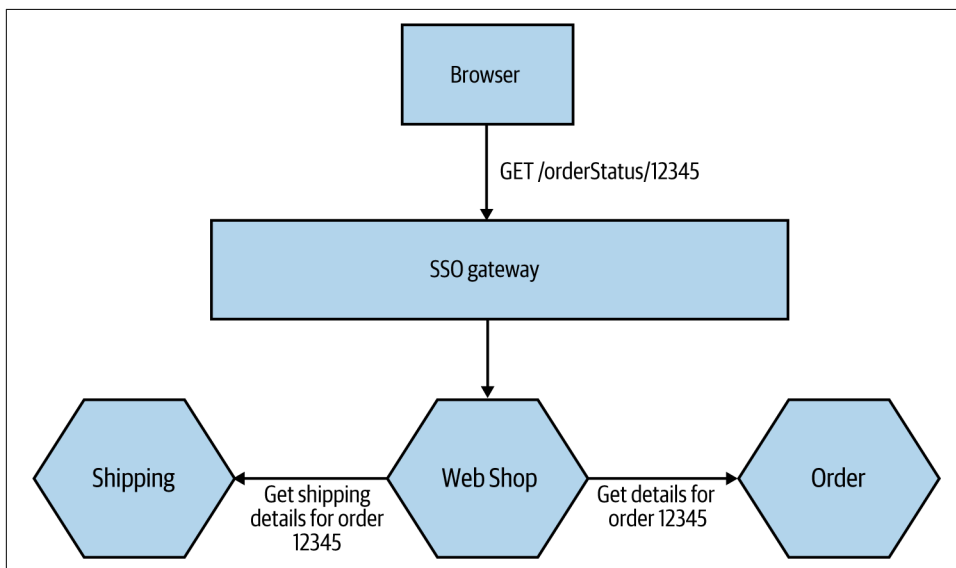 Browser
GET /orderStatus/12345
SSO gateway
Shipping
Get shipping
details for order
12345
Web Shop
Get details for
order 12345
Order